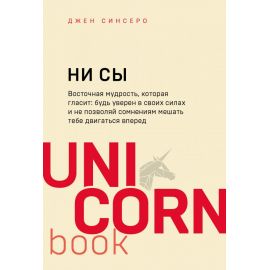 ДЖЕН СИНСЕРО
НИ СЫ
Восточная мудрость, которая
гласит: будь уверен в своих силах
и не позволяй сомнениям мешать
тебе двигаться вперед
UNI
CORN
book